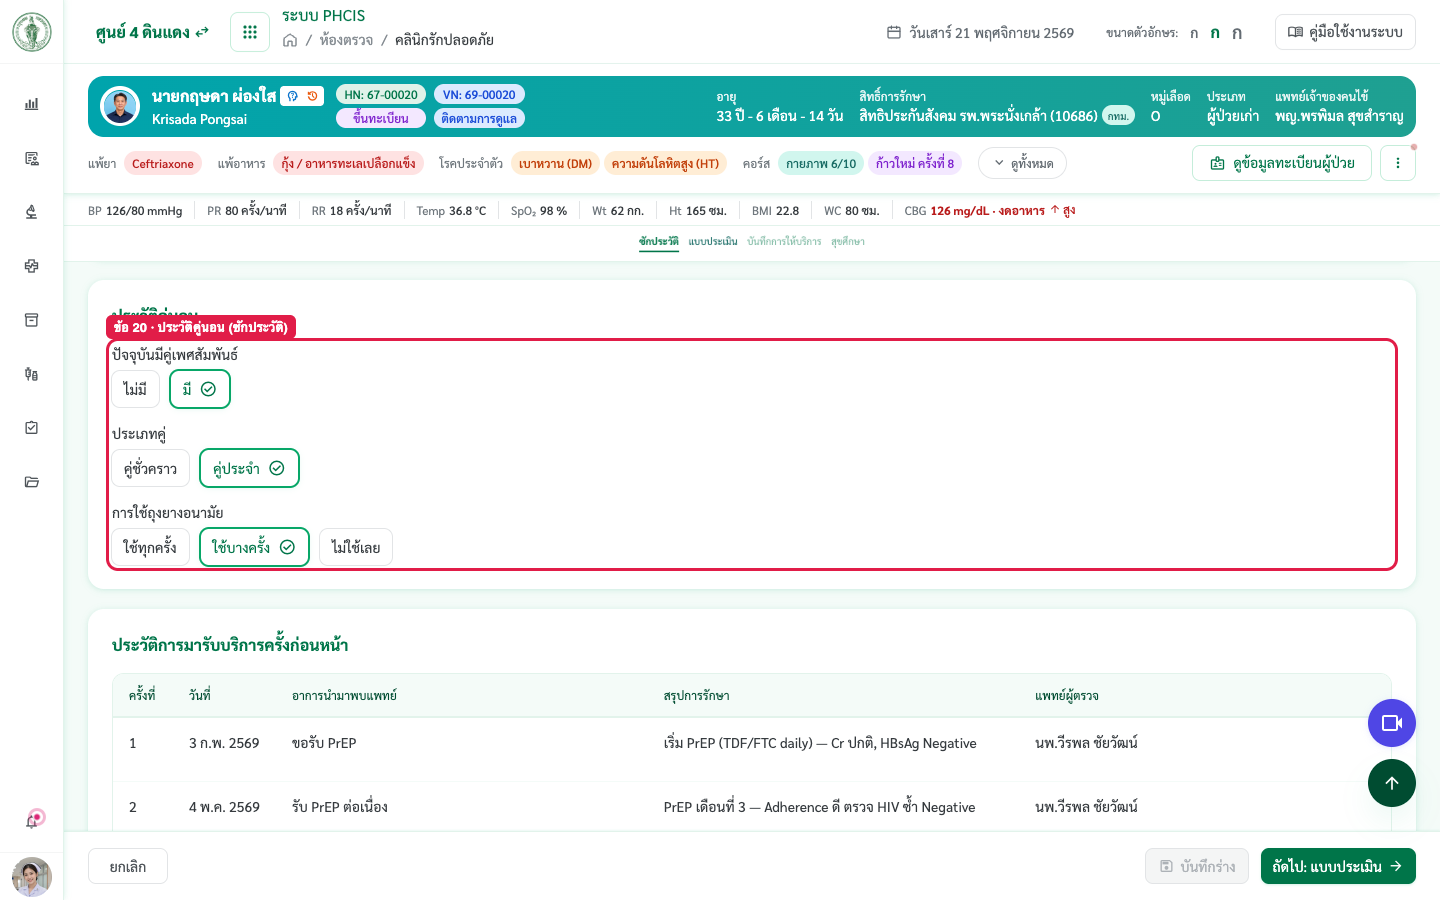 ศูนย์ 4 ดินแดง
ระบบ PHCIS
/ ห้องตรวจ / คลินิกรักปลอดภัย
วันเสาร์ 21 พฤศจิกายน 2569
ขนาดตัวอักษร: ก ก ก
คู่มือใช้งานระบบ
นายกฤษดา ผ่องใส
Krisada Pongsai
HN: 67-00020
VN: 69-00020
ขึ้นทะเบียน
ติดตามการดูแล
อายุ
33 ปี - 6 เดือน - 14 วัน
สิทธิ์การรักษา
สิทธิประกันสังคม รพ.พระนั่งเกล้า (10686) กทม.
หมู่เลือด
O
ประเภท
ผู้ป่วยเก่า
แพทย์เจ้าของคนไข้
พญ.พรพิมล สุขสำราญ
แพ้ยา Ceftriaxone แพ้อาหาร กุ้ง / อาหารทะเลเปลือกแข็ง โรคประจำตัว เบาหวาน (DM) ความดันโลหิตสูง (HT) คอร์ส กายภาพ 6/10 ก้าวใหม่ ครั้งที่ 8 ดูทั้งหมด
ดูข้อมูลทะเบียนผู้ป่วย
BP 126/80 mmHg PR 80 ครั้ง/นาที RR 18 ครั้ง/นาที Temp 36.8 °C SpO₂ 98 % Wt 62 กก. Ht 165 ซม. BMI 22.8 WC 80 ซม. CBG 126 mg/dL · งดอาหาร ↑ สูง
ซักประวัติ แบบประเมิน บันทึกการให้บริการ สุขศึกษา
ประวัติคู่นอน
ข้อ 20 · ประวัติคู่นอน (ซักประวัติ)
ปัจจุบันมีคู่เพศสัมพันธ์
ไม่มี มี
ประเภทคู่
คู่ชั่วคราว คู่ประจำ
การใช้ถุงยางอนามัย
ใช้ทุกครั้ง ใช้บางครั้ง ไม่ใช้เลย
ประวัติการมารับบริการครั้งก่อนหน้า
ครั้งที่ วันที่ อาการนำมาพบแพทย์ สรุปการรักษา แพทย์ผู้ตรวจ
1 3 ก.พ. 2569 ขอรับ PrEP เริ่ม PrEP (TDF/FTC daily) — Cr ปกติ, HBsAg Negative นพ.วีรพล ชัยวัฒน์
2 4 พ.ค. 2569 รับ PrEP ต่อเนื่อง PrEP เดือนที่ 3 — Adherence ดี ตรวจ HIV ซ้ำ Negative นพ.วีรพล ชัยวัฒน์
ยกเลิก
บันทึกร่าง
ถัดไป: แบบประเมิน